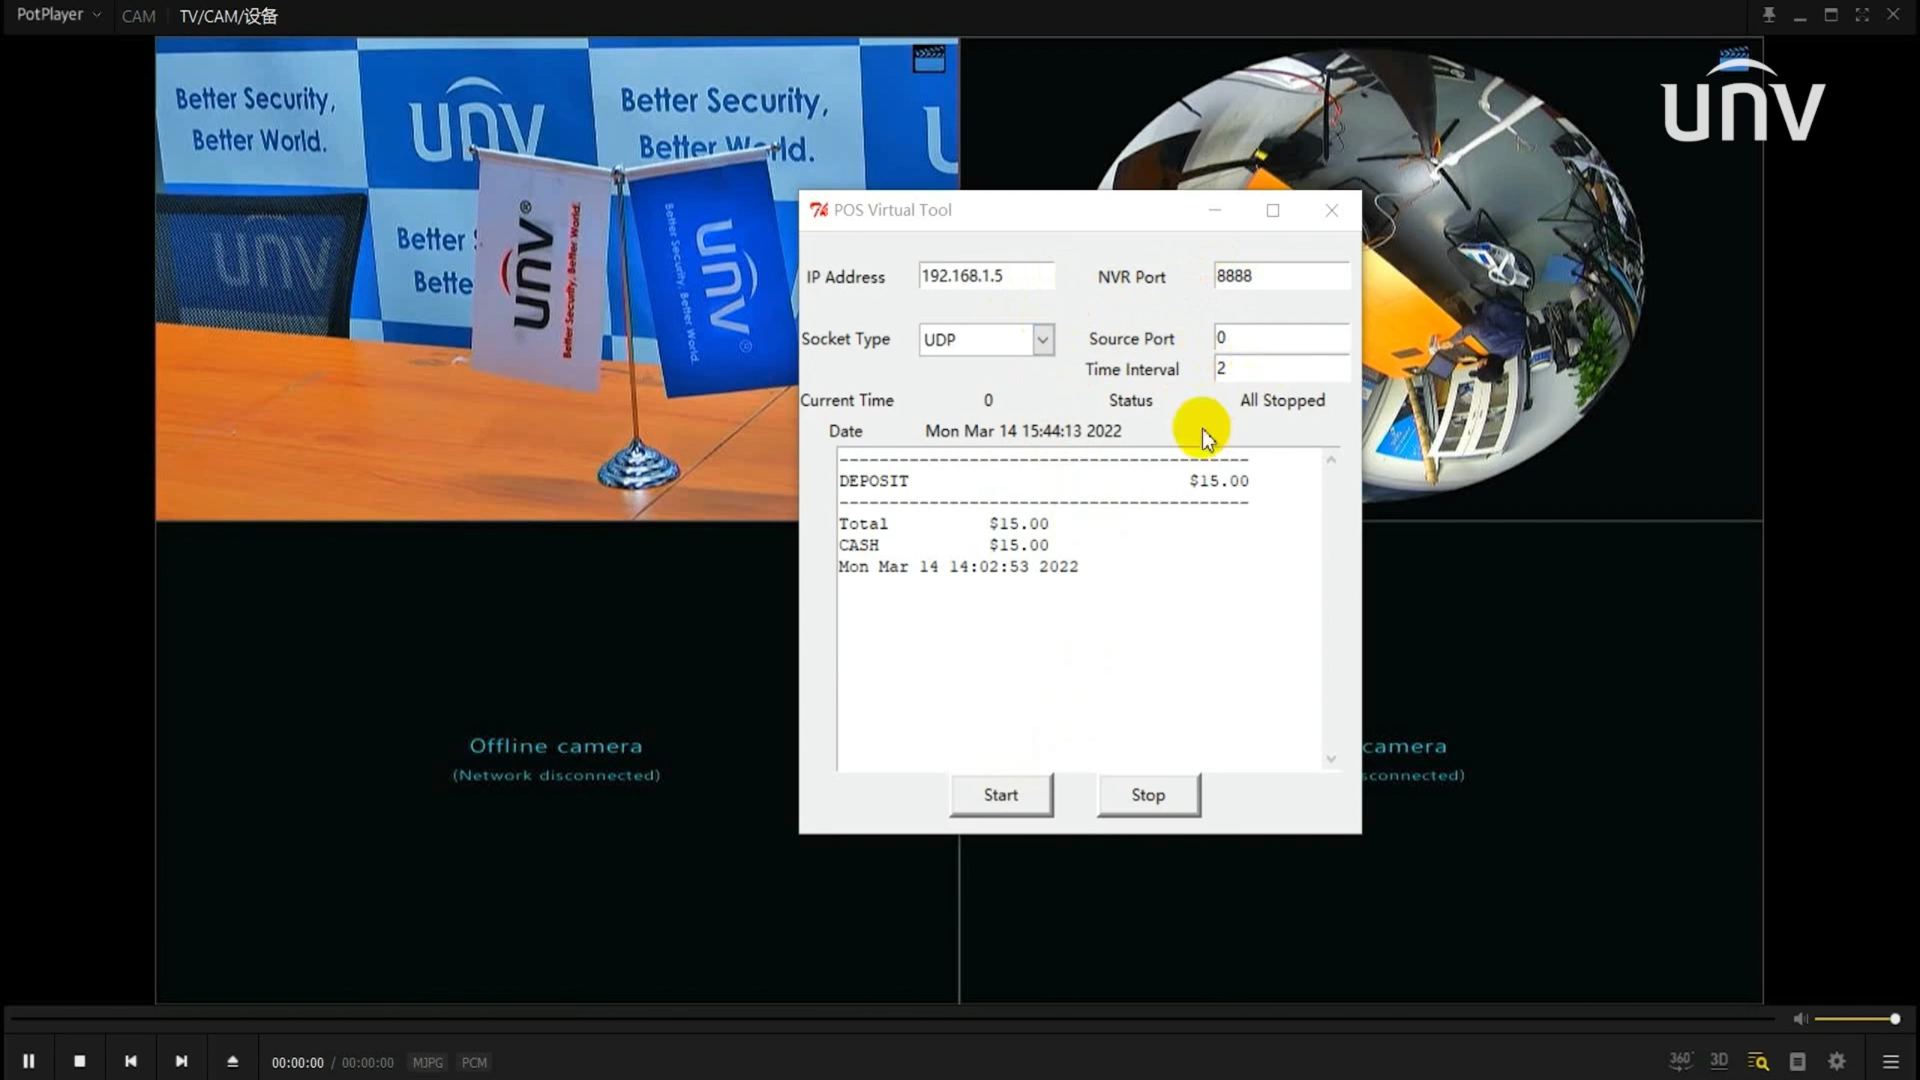 PotPlayer CAM TV/CAM/设备
Better Security,
Better World.
unv
Better Security,
Better World.
unv
Better
Bette
unv®
Better Security, Better World.
unv®
Better Security, Better World.
unv
POS Virtual Tool
IP Address 192.168.1.5 NVR Port 8888
Socket Type UDP Source Port 0
Time Interval 2
Current Time 0 Status All Stopped
Date Mon Mar 14 15:44:13 2022
-----------------------------------------
DEPOSIT $15.00
-----------------------------------------
Total $15.00
CASH $15.00
Mon Mar 14 14:02:53 2022
Start Stop
Offline camera
(Network disconnected)
camera
sconnected)
00:00:00 / 00:00:00 MJPG PCM
360° 3D